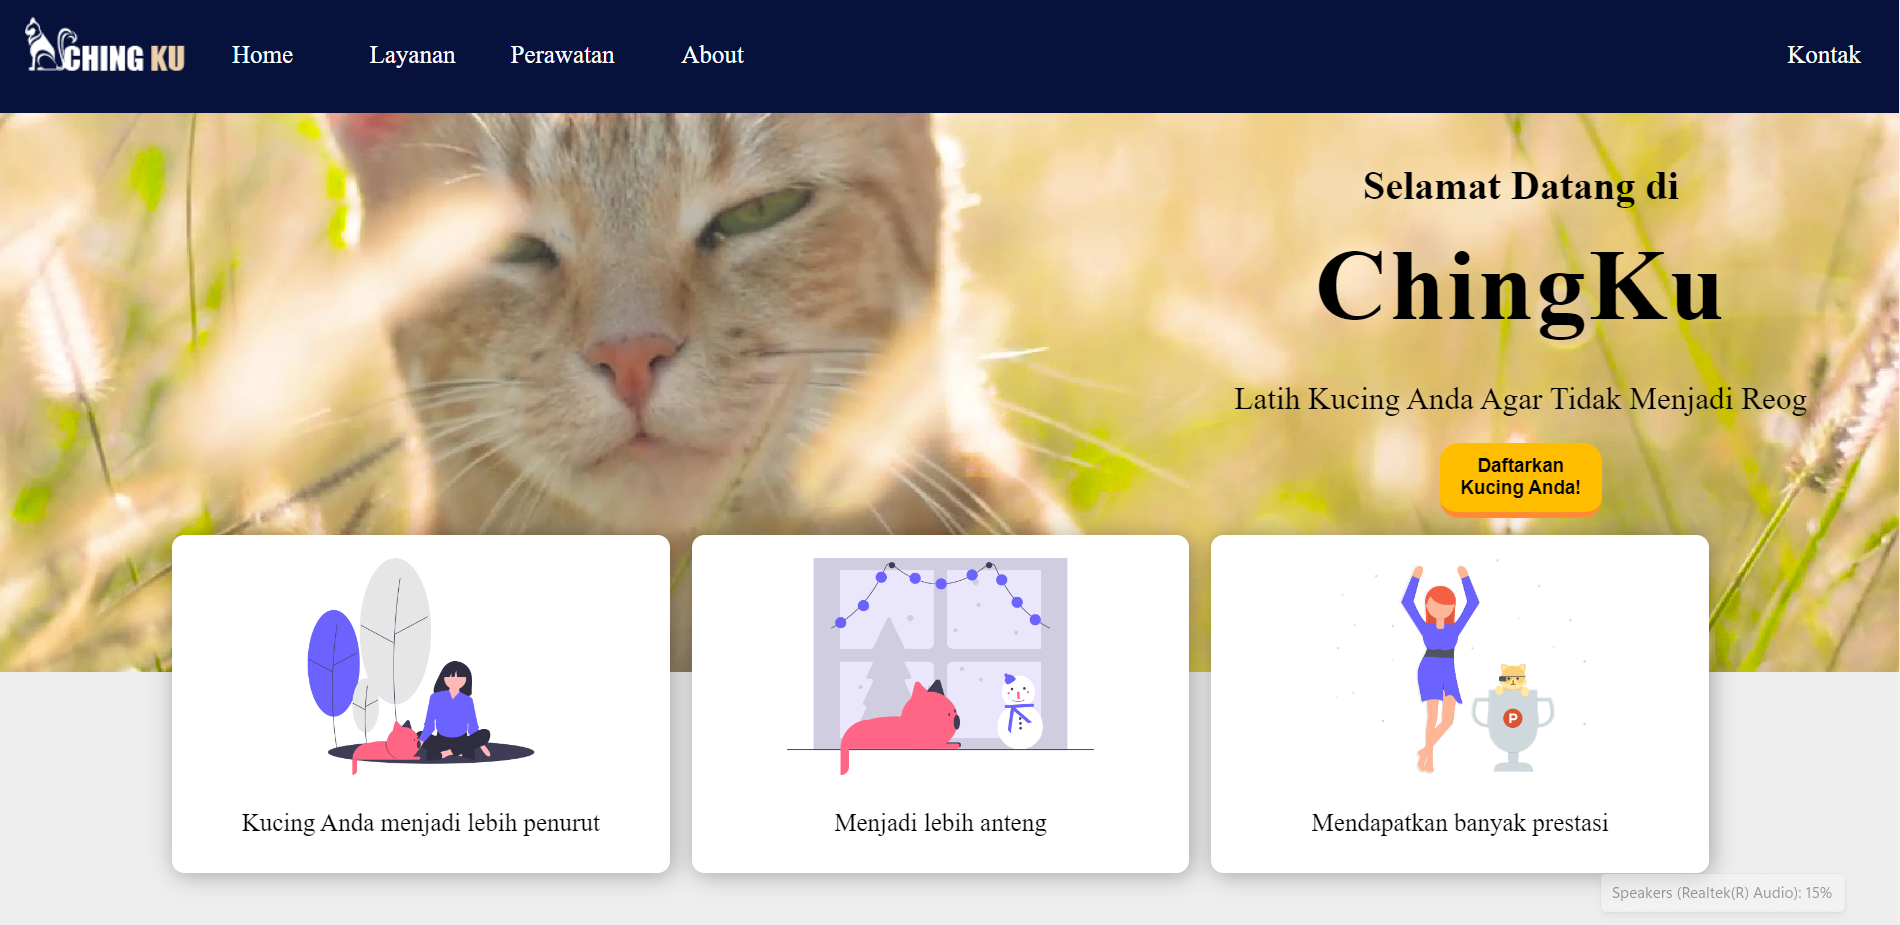 CHING KU
Home
Layanan
Perawatan
About
Kontak
Selamat Datang di
ChingKu
Latih Kucing Anda Agar Tidak Menjadi Reog
Daftarkan
Kucing Anda!
P
Kucing Anda menjadi lebih penurut
Menjadi lebih anteng
Mendapatkan banyak prestasi
Speakers (Realtek(R) Audio): 15%